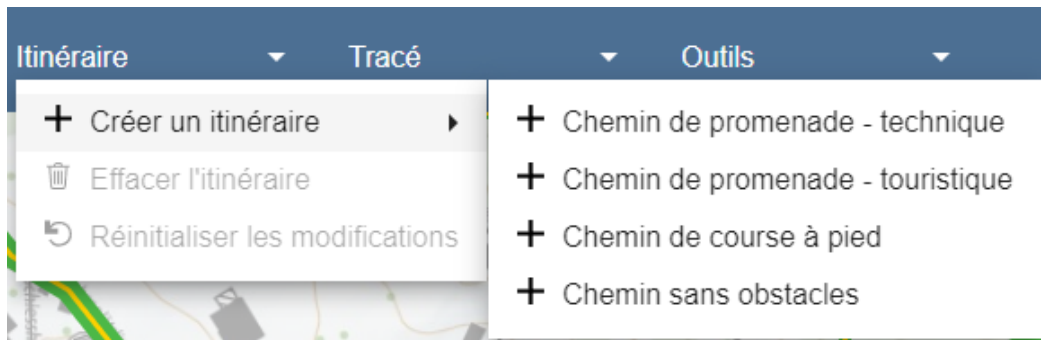 Itinéraire Tracé Outils
Créer un itinéraire
Effacer l'itinéraire
Réinitialiser les modifications
Chemin de promenade - technique
Chemin de promenade - touristique
Chemin de course à pied
Chemin sans obstacles